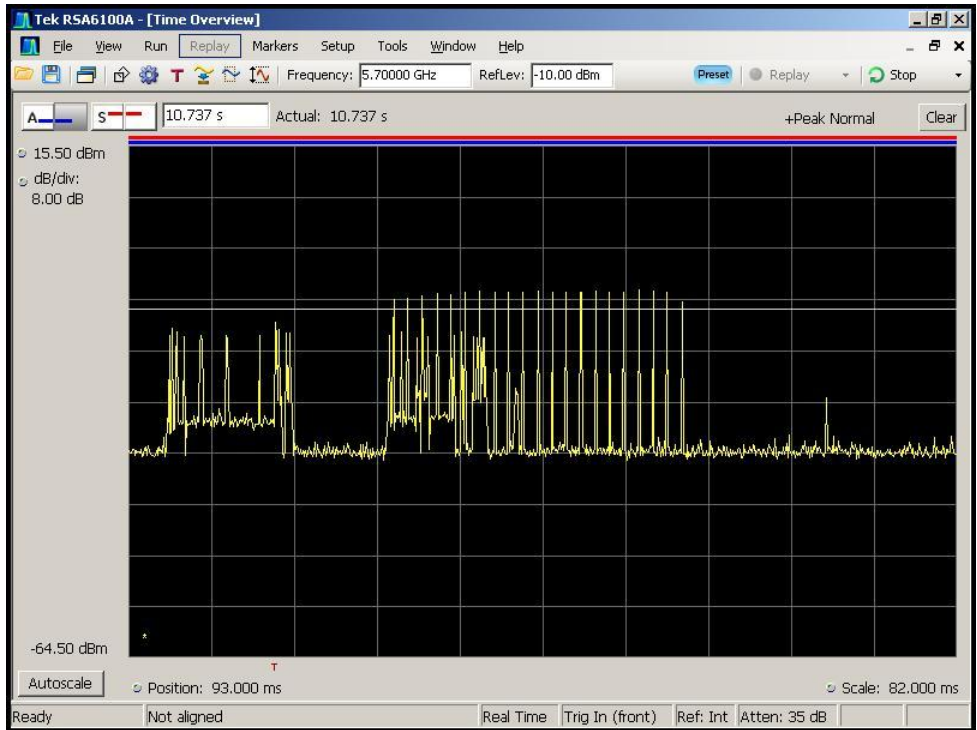 Tek RSA6100A - [Time Overview]
File View Run Replay Markers Setup Tools Window Help
T Frequency: 5.70000 GHz RefLev: -10.00 dBm Preset Replay Stop
A S 10.737 s Actual: 10.737 s +Peak Normal Clear
15.50 dBm
dB/div:
8.00 dB
-64.50 dBm
T
Autoscale Position: 93.000 ms Scale: 82.000 ms
Ready Not aligned Real Time Trig In (front) Ref: Int Atten: 35 dB